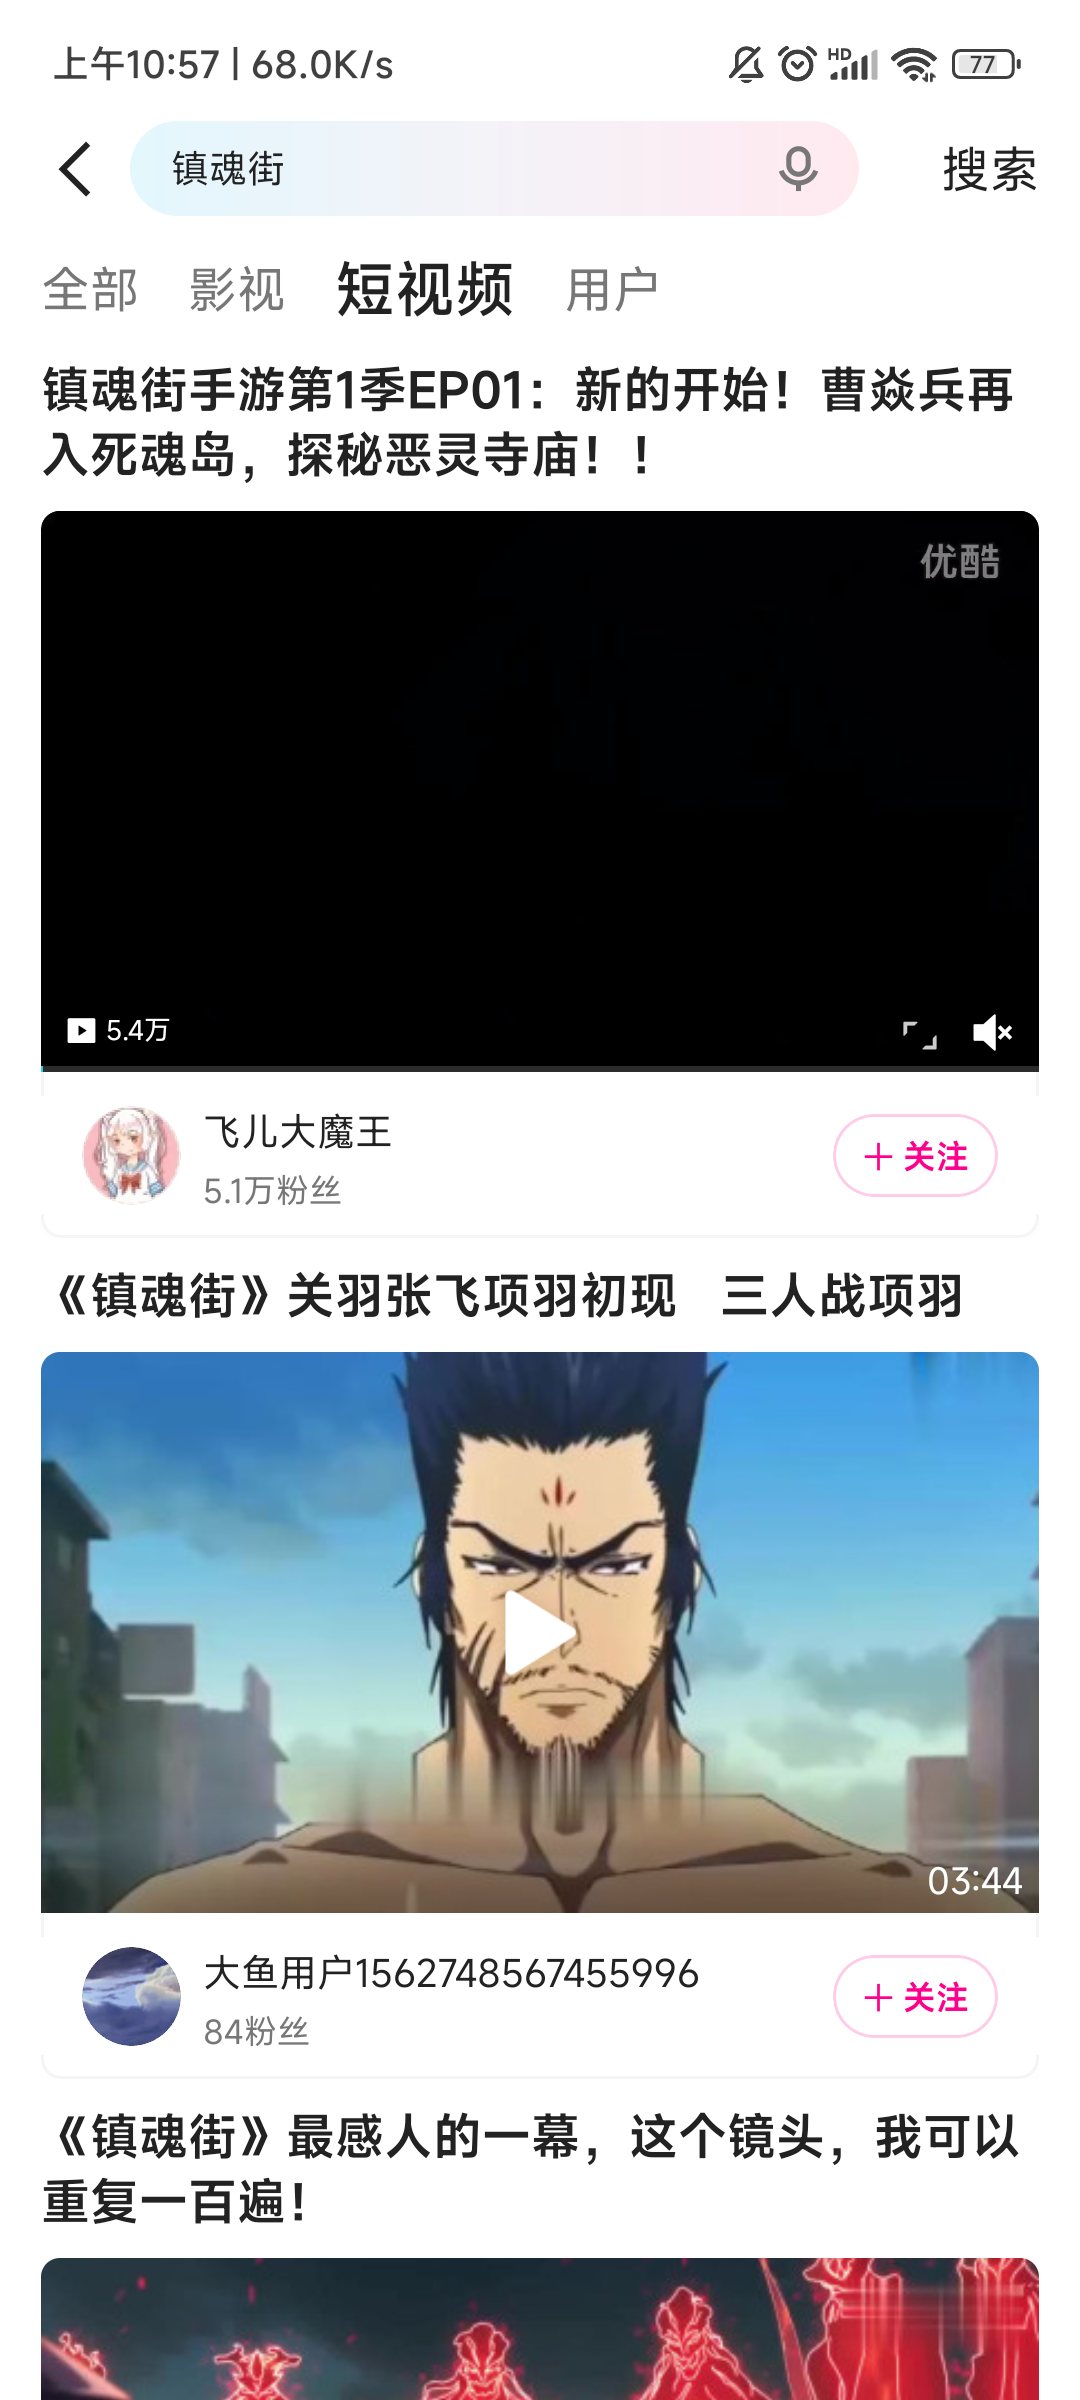 上午10:57 | 68.0K/s
HD
77
镇魂街
搜索
全部 影视 短视频 用户
镇魂街手游第1季EP01：新的开始！曹焱兵再
入死魂岛，探秘恶灵寺庙！！
优酷
5.4万
飞儿大魔王
5.1万粉丝
＋关注
《镇魂街》关羽张飞项羽初现 三人战项羽
03:44
大鱼用户1562748567455996
84粉丝
＋关注
《镇魂街》最感人的一幕，这个镜头，我可以
重复一百遍！